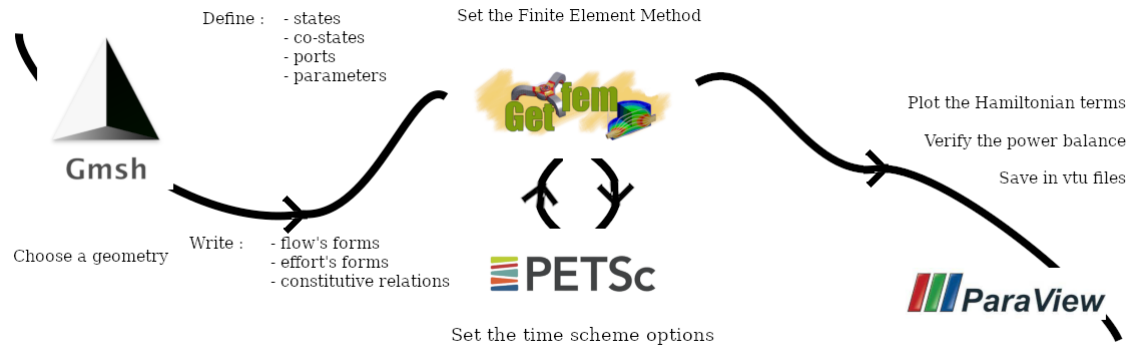 Define :   - states
- co-states
- ports
- parameters
Set the Finite Element Method
Gmsh
Getfem
Plot the Hamiltonian terms
Verify the power balance
Save in vtu files
Choose a geometry
Write :   - flow's forms
- effort's forms
- constitutive relations
PETSc
ParaView
Set the time scheme options